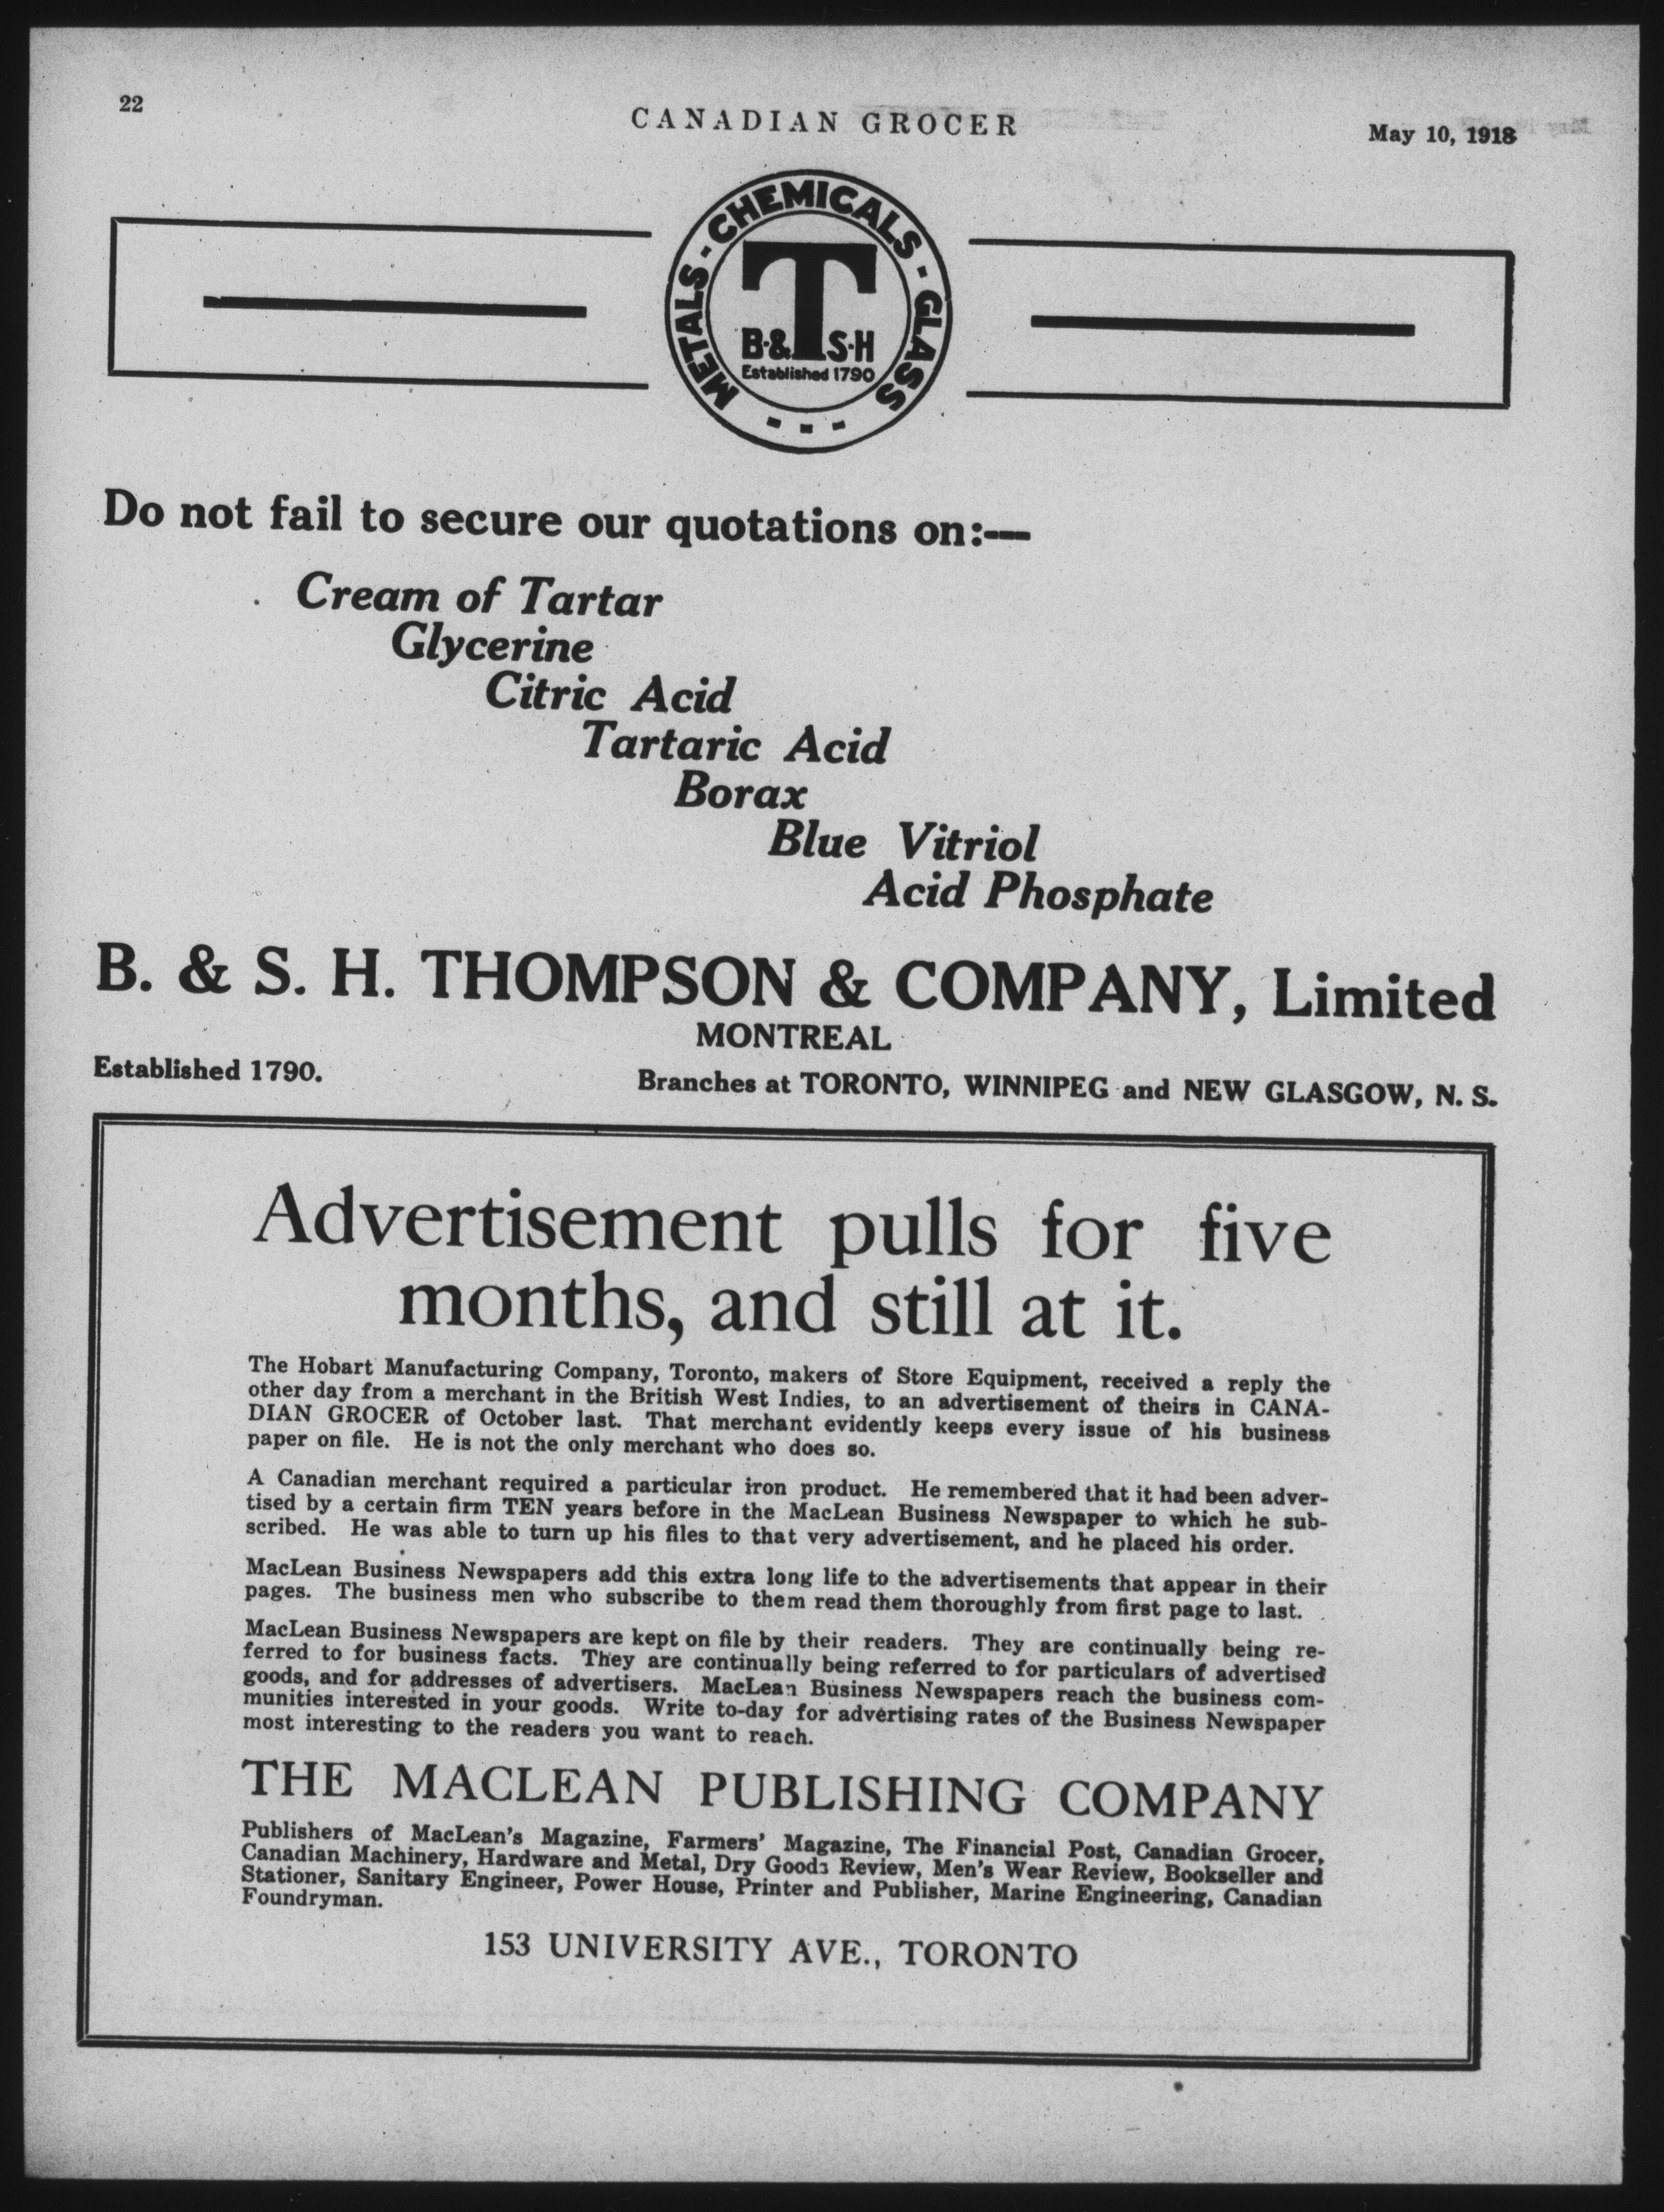 22
CANADIAN GROCER
May 10, 1918
METALS - CHEMICALS - GLASS
T
B·& S·H
Established 1790
Do not fail to secure our quotations on:—
Cream of Tartar
Glycerine
Citric Acid
Tartaric Acid
Borax
Blue Vitriol
Acid Phosphate
B. & S. H. THOMPSON & COMPANY, Limited
MONTREAL
Established 1790.
Branches at TORONTO, WINNIPEG and NEW GLASGOW, N. S.
Advertisement pulls for five
months, and still at it.
The Hobart Manufacturing Company, Toronto, makers of Store Equipment, received a reply the
other day from a merchant in the British West Indies, to an advertisement of theirs in CANA-
DIAN GROCER of October last. That merchant evidently keeps every issue of his business
paper on file. He is not the only merchant who does so.
A Canadian merchant required a particular iron product. He remembered that it had been adver-
tised by a certain firm TEN years before in the MacLean Business Newspaper to which he sub-
scribed. He was able to turn up his files to that very advertisement, and he placed his order.
MacLean Business Newspapers add this extra long life to the advertisements that appear in their
pages. The business men who subscribe to them read them thoroughly from first page to last.
MacLean Business Newspapers are kept on file by their readers. They are continually being re-
ferred to for business facts. They are continually being referred to for particulars of advertised
goods, and for addresses of advertisers. MacLean Business Newspapers reach the business com-
munities interested in your goods. Write to-day for advertising rates of the Business Newspaper
most interesting to the readers you want to reach.
THE MACLEAN PUBLISHING COMPANY
Publishers of MacLean's Magazine, Farmers' Magazine, The Financial Post, Canadian Grocer,
Canadian Machinery, Hardware and Metal, Dry Goods Review, Men's Wear Review, Bookseller and
Stationer, Sanitary Engineer, Power House, Printer and Publisher, Marine Engineering, Canadian
Foundryman.
153 UNIVERSITY AVE., TORONTO